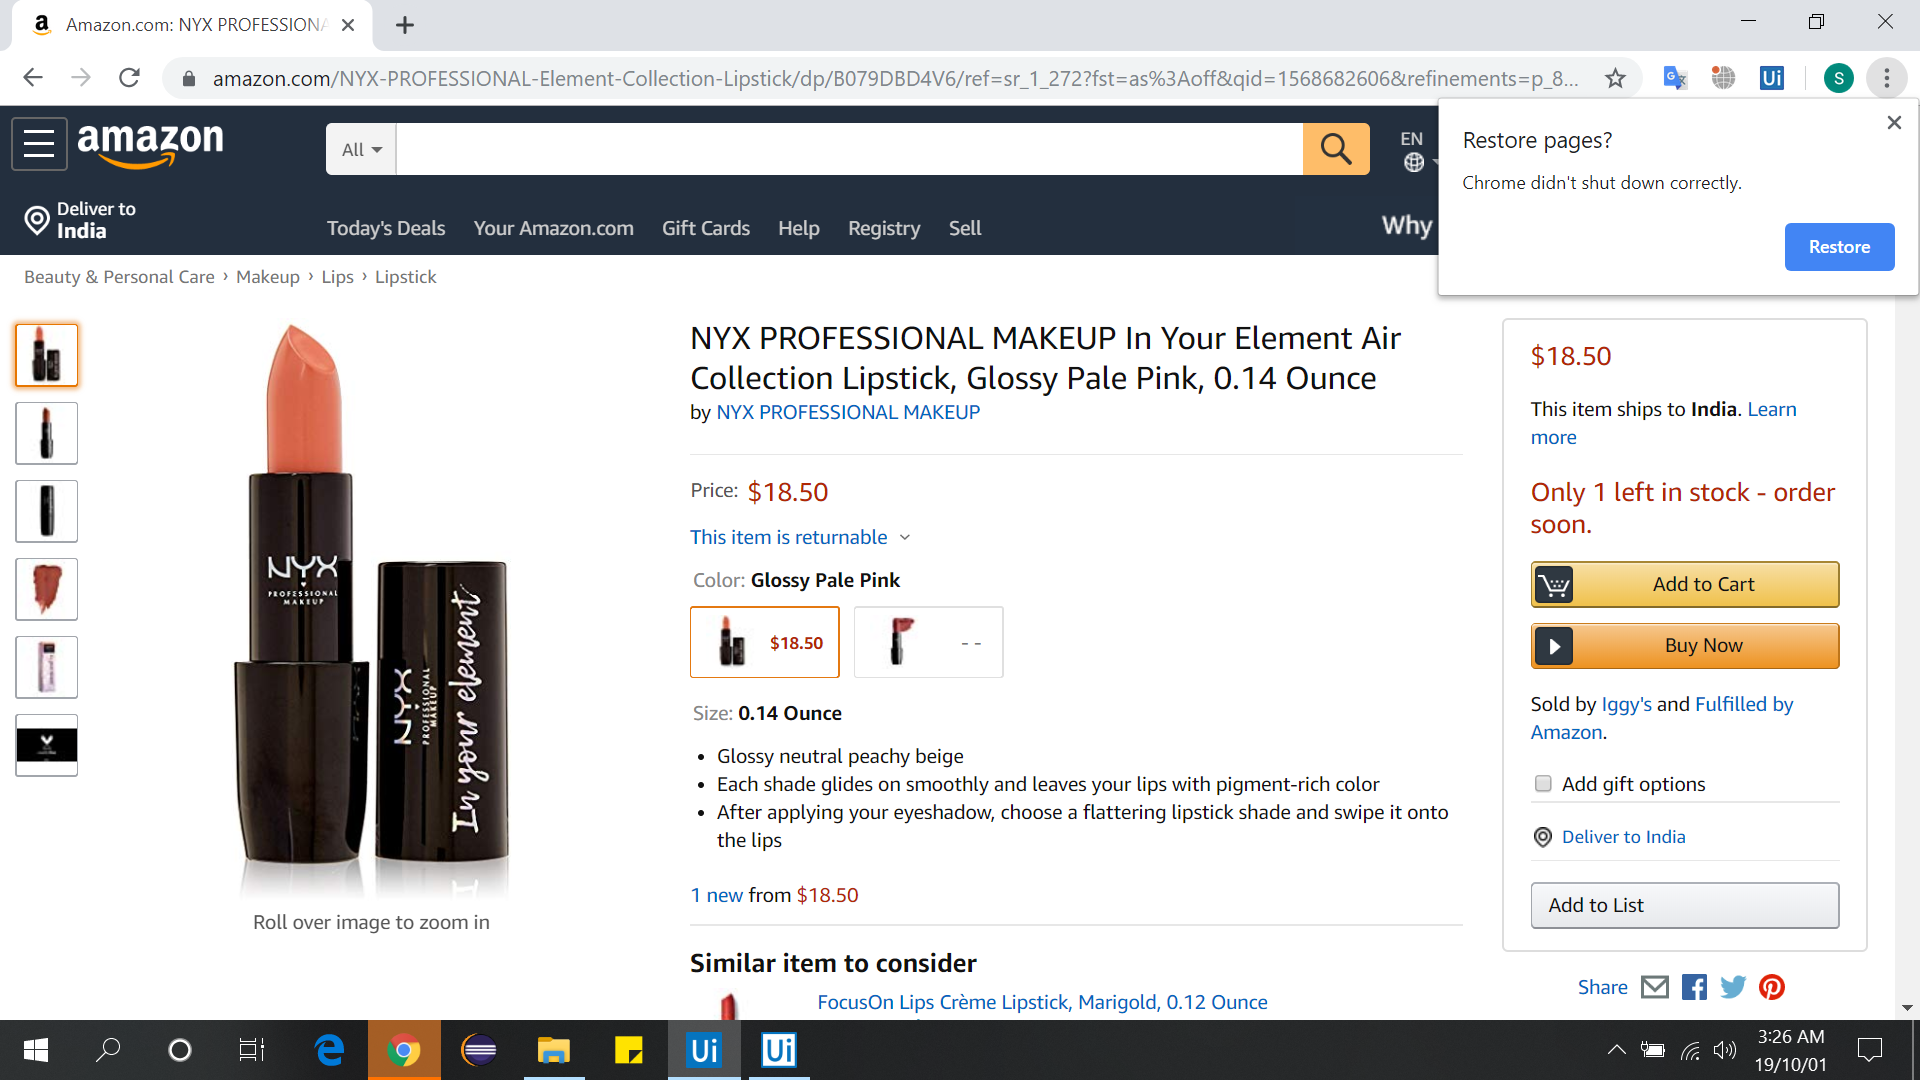 Amazon.com: NYX PROFESSIONA
amazon.com/NYX-PROFESSIONAL-Element-Collection-Lipstick/dp/B079DBD4V6/ref=sr_1_272?fst=as%3Aoff&qid=1568682606&refinements=p_8...
Ui
S
Restore pages?
Chrome didn't shut down correctly.
Restore
amazon
All
EN
Deliver to
India
Today's Deals
Your Amazon.com
Gift Cards
Help
Registry
Sell
Why
Beauty & Personal Care › Makeup › Lips › Lipstick
NYX
PROFESSIONAL
MAKEUP
NYX
PROFESSIONAL
MAKEUP
In your element
Roll over image to zoom in
NYX PROFESSIONAL MAKEUP In Your Element Air
Collection Lipstick, Glossy Pale Pink, 0.14 Ounce
by NYX PROFESSIONAL MAKEUP
Price: $18.50
This item is returnable
Color: Glossy Pale Pink
$18.50
- -
Size: 0.14 Ounce
• Glossy neutral peachy beige
• Each shade glides on smoothly and leaves your lips with pigment-rich color
• After applying your eyeshadow, choose a flattering lipstick shade and swipe it onto
the lips
1 new from $18.50
Similar item to consider
FocusOn Lips Crème Lipstick, Marigold, 0.12 Ounce
$18.50
This item ships to India. Learn
more
Only 1 left in stock - order
soon.
Add to Cart
Buy Now
Sold by Iggy's and Fulfilled by
Amazon.
Add gift options
Deliver to India
Add to List
Share
Ui
Ui
3:26 AM
19/10/01